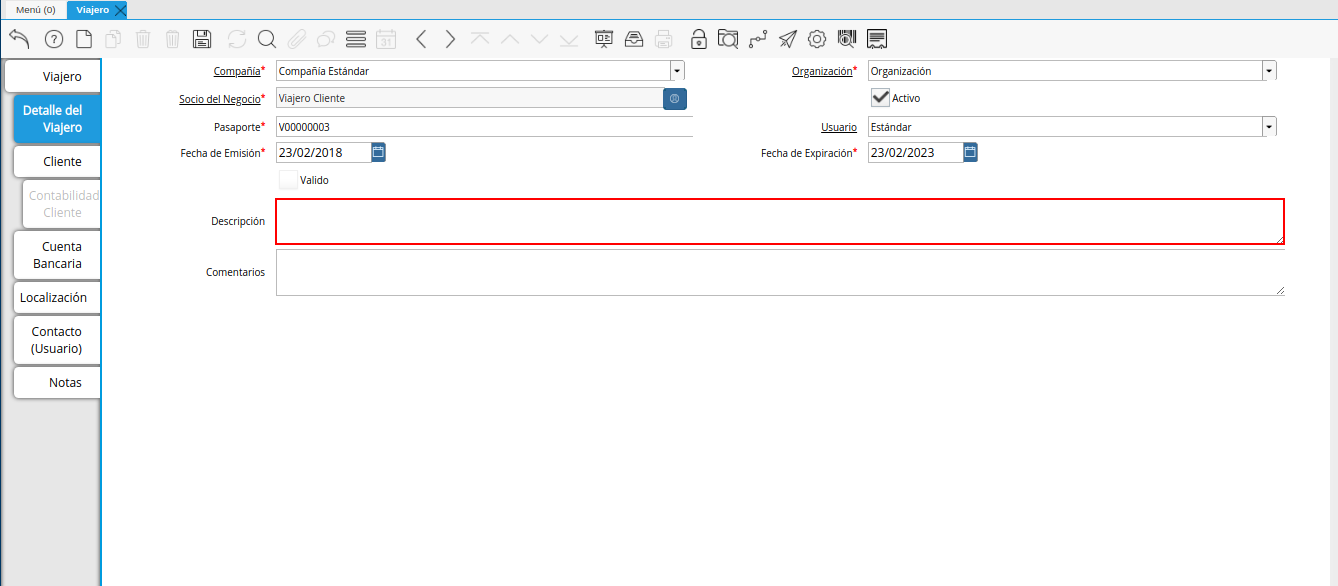 Menú (0)
Viajero
31
Viajero
Detalle del
Viajero
Cliente
Contabilidad
Cliente
Cuenta
Bancaria
Localización
Contacto
(Usuario)
Notas
Compañía* Compañía Estándar
Organización* Organización
Socio del Negocio* Viajero Cliente
Activo
Pasaporte* V00000003
Usuario Estándar
Fecha de Emisión* 23/02/2018
Fecha de Expiración* 23/02/2023
Valido
Descripción
Comentarios